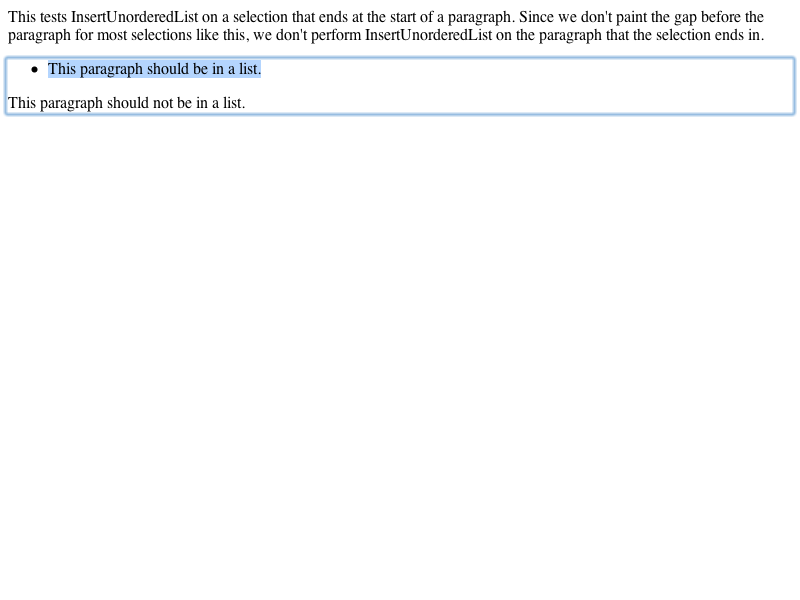 This tests InsertUnorderedList on a selection that ends at the start of a paragraph. Since we don't paint the gap before the
paragraph for most selections like this, we don't perform InsertUnorderedList on the paragraph that the selection ends in.
• This paragraph should be in a list.
This paragraph should not be in a list.